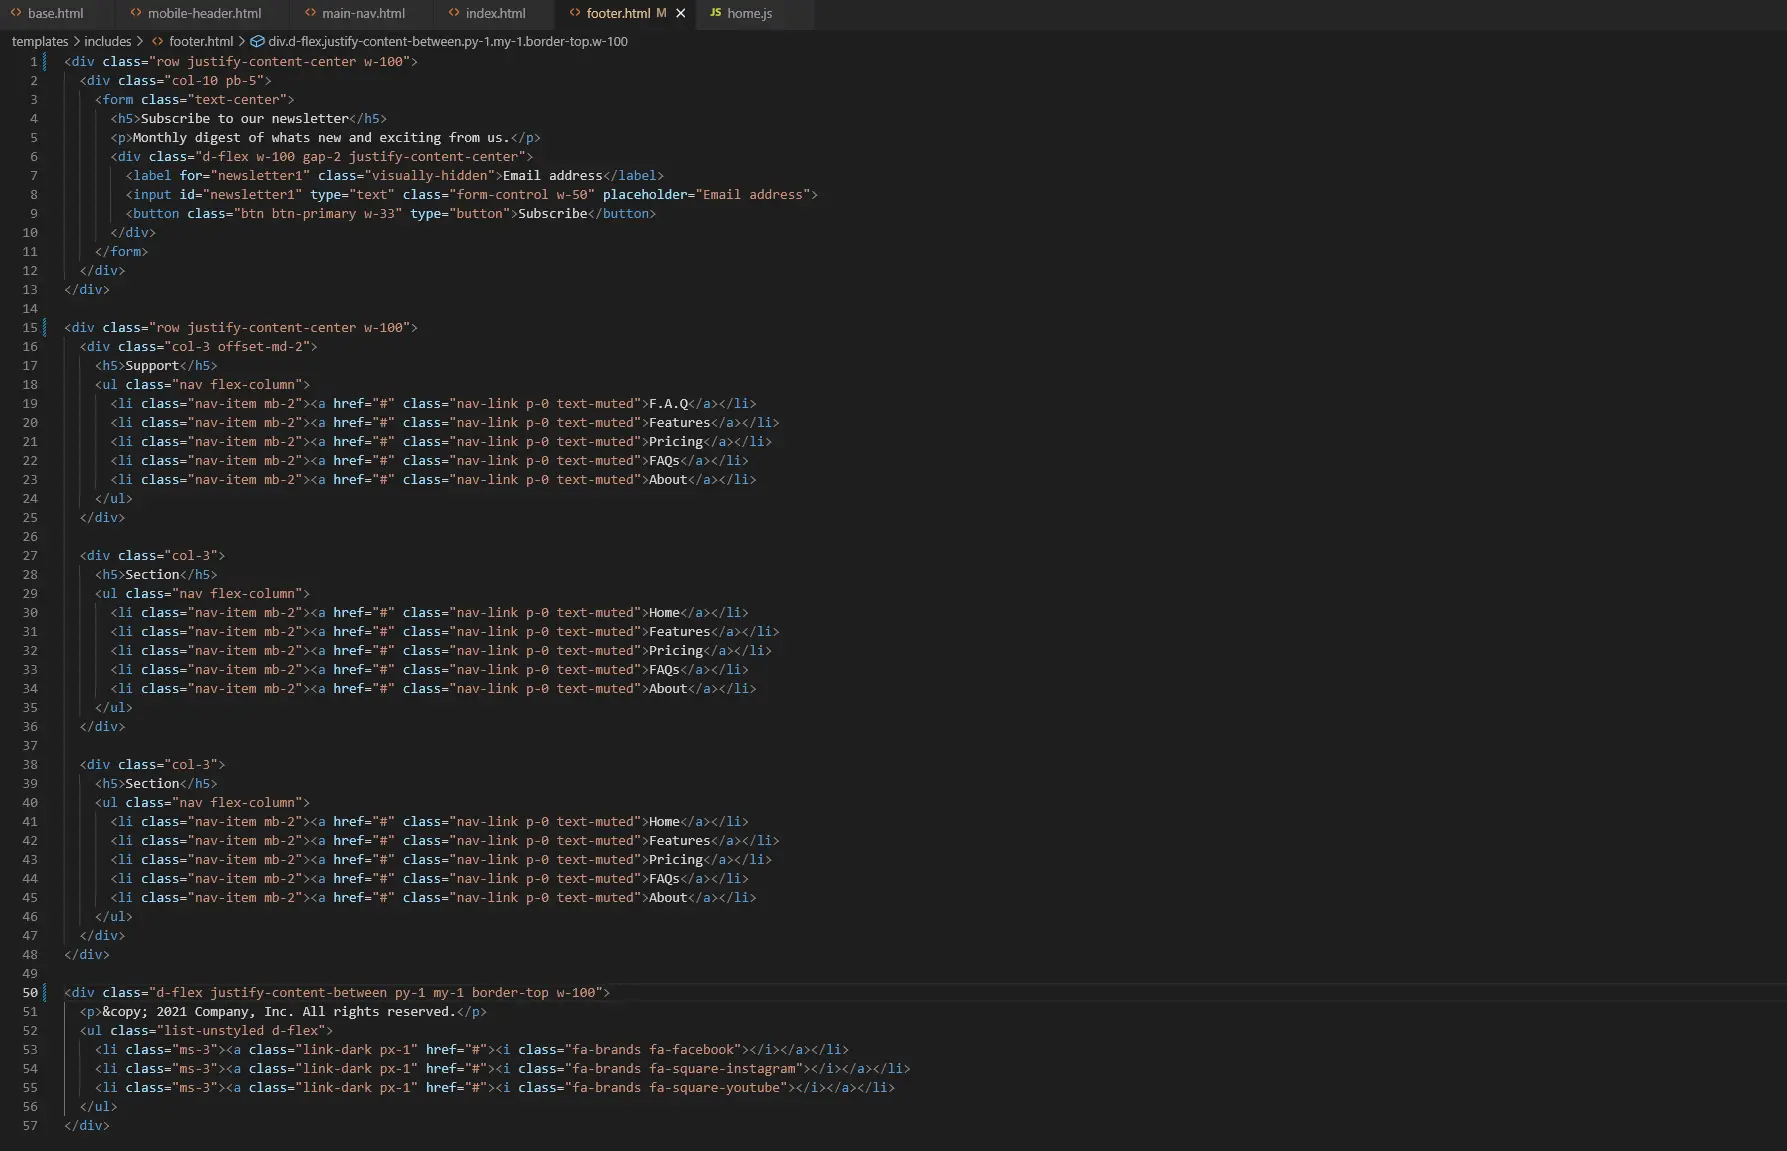 base.html mobile-header.html main-nav.html index.html footer.html M JS home.js
templates > includes > footer.html > div.d-flex.justify-content-between.py-1.my-1.border-top.w-100
1 <div class="row justify-content-center w-100">
2 <div class="col-10 pb-5">
3 <form class="text-center">
4 <h5>Subscribe to our newsletter</h5>
5 <p>Monthly digest of whats new and exciting from us.</p>
6 <div class="d-flex w-100 gap-2 justify-content-center">
7 <label for="newsletter1" class="visually-hidden">Email address</label>
8 <input id="newsletter1" type="text" class="form-control w-50" placeholder="Email address">
9 <button class="btn btn-primary w-33" type="button">Subscribe</button>
10 </div>
11 </form>
12 </div>
13 </div>
14
15 <div class="row justify-content-center w-100">
16 <div class="col-3 offset-md-2">
17 <h5>Support</h5>
18 <ul class="nav flex-column">
19 <li class="nav-item mb-2"><a href="#" class="nav-link p-0 text-muted">F.A.Q</a></li>
20 <li class="nav-item mb-2"><a href="#" class="nav-link p-0 text-muted">Features</a></li>
21 <li class="nav-item mb-2"><a href="#" class="nav-link p-0 text-muted">Pricing</a></li>
22 <li class="nav-item mb-2"><a href="#" class="nav-link p-0 text-muted">FAQs</a></li>
23 <li class="nav-item mb-2"><a href="#" class="nav-link p-0 text-muted">About</a></li>
24 </ul>
25 </div>
26
27 <div class="col-3">
28 <h5>Section</h5>
29 <ul class="nav flex-column">
30 <li class="nav-item mb-2"><a href="#" class="nav-link p-0 text-muted">Home</a></li>
31 <li class="nav-item mb-2"><a href="#" class="nav-link p-0 text-muted">Features</a></li>
32 <li class="nav-item mb-2"><a href="#" class="nav-link p-0 text-muted">Pricing</a></li>
33 <li class="nav-item mb-2"><a href="#" class="nav-link p-0 text-muted">FAQs</a></li>
34 <li class="nav-item mb-2"><a href="#" class="nav-link p-0 text-muted">About</a></li>
35 </ul>
36 </div>
37
38 <div class="col-3">
39 <h5>Section</h5>
40 <ul class="nav flex-column">
41 <li class="nav-item mb-2"><a href="#" class="nav-link p-0 text-muted">Home</a></li>
42 <li class="nav-item mb-2"><a href="#" class="nav-link p-0 text-muted">Features</a></li>
43 <li class="nav-item mb-2"><a href="#" class="nav-link p-0 text-muted">Pricing</a></li>
44 <li class="nav-item mb-2"><a href="#" class="nav-link p-0 text-muted">FAQs</a></li>
45 <li class="nav-item mb-2"><a href="#" class="nav-link p-0 text-muted">About</a></li>
46 </ul>
47 </div>
48 </div>
49
50 <div class="d-flex justify-content-between py-1 my-1 border-top w-100">
51 <p>&copy; 2021 Company, Inc. All rights reserved.</p>
52 <ul class="list-unstyled d-flex">
53 <li class="ms-3"><a class="link-dark px-1" href="#"><i class="fa-brands fa-facebook"></i></a></li>
54 <li class="ms-3"><a class="link-dark px-1" href="#"><i class="fa-brands fa-square-instagram"></i></a></li>
55 <li class="ms-3"><a class="link-dark px-1" href="#"><i class="fa-brands fa-square-youtube"></i></a></li>
56 </ul>
57 </div>